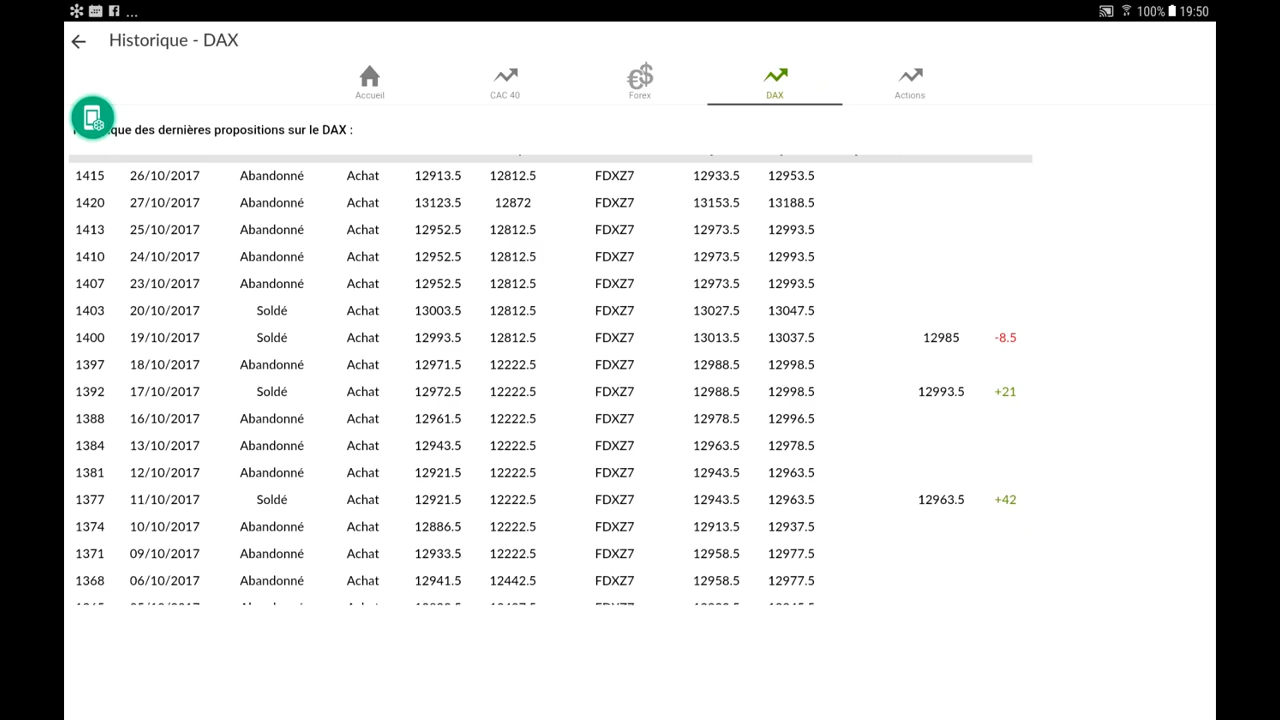 ... 100% 19:50
Historique - DAX
Accueil CAC 40 Forex DAX Actions
que des dernières propositions sur le DAX :
1415 26/10/2017 Abandonné Achat 12913.5 12812.5 FDXZ7 12933.5 12953.5
1420 27/10/2017 Abandonné Achat 13123.5 12872 FDXZ7 13153.5 13188.5
1413 25/10/2017 Abandonné Achat 12952.5 12812.5 FDXZ7 12973.5 12993.5
1410 24/10/2017 Abandonné Achat 12952.5 12812.5 FDXZ7 12973.5 12993.5
1407 23/10/2017 Abandonné Achat 12952.5 12812.5 FDXZ7 12973.5 12993.5
1403 20/10/2017 Soldé Achat 13003.5 12812.5 FDXZ7 13027.5 13047.5
1400 19/10/2017 Soldé Achat 12993.5 12812.5 FDXZ7 13013.5 13037.5 12985 -8.5
1397 18/10/2017 Abandonné Achat 12971.5 12222.5 FDXZ7 12988.5 12998.5
1392 17/10/2017 Soldé Achat 12972.5 12222.5 FDXZ7 12988.5 12998.5 12993.5 +21
1388 16/10/2017 Abandonné Achat 12961.5 12222.5 FDXZ7 12978.5 12996.5
1384 13/10/2017 Abandonné Achat 12943.5 12222.5 FDXZ7 12963.5 12978.5
1381 12/10/2017 Abandonné Achat 12921.5 12222.5 FDXZ7 12943.5 12963.5
1377 11/10/2017 Soldé Achat 12921.5 12222.5 FDXZ7 12943.5 12963.5 12963.5 +42
1374 10/10/2017 Abandonné Achat 12886.5 12222.5 FDXZ7 12913.5 12937.5
1371 09/10/2017 Abandonné Achat 12933.5 12222.5 FDXZ7 12958.5 12977.5
1368 06/10/2017 Abandonné Achat 12941.5 12442.5 FDXZ7 12958.5 12977.5